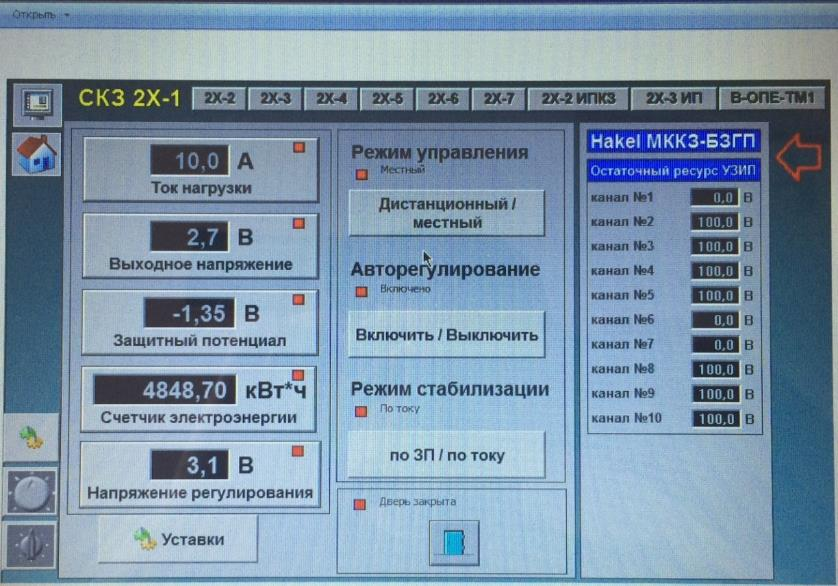 Открыть
СКЗ 2Х-1
2Х-2
2Х-3
2Х-4
2Х-5
2Х-6
2Х-7
2Х-2 ИПКЗ
2Х-3 ИП
В-ОПЕ-ТМ1
10,0 А
Ток нагрузки
2,7 В
Выходное напряжение
-1,35 В
Защитный потенциал
4848,70 кВт*ч
Счетчик электроэнергии
3,1 В
Напряжение регулирования
Уставки
Режим управления
Местный
Дистанционный /
местный
Авторегулирование
Включено
Включить / Выключить
Режим стабилизации
По току
по ЗП / по току
Дверь закрыта
Hakel МККЗ-БЗГП
Остаточный ресурс УЗИП
канал №1 0,0 В
канал №2 100,0 В
канал №3 100,0 В
канал №4 100,0 В
канал №5 100,0 В
канал №6 0,0 В
канал №7 0,0 В
канал №8 100,0 В
канал №9 100,0 В
канал №10 100,0 В